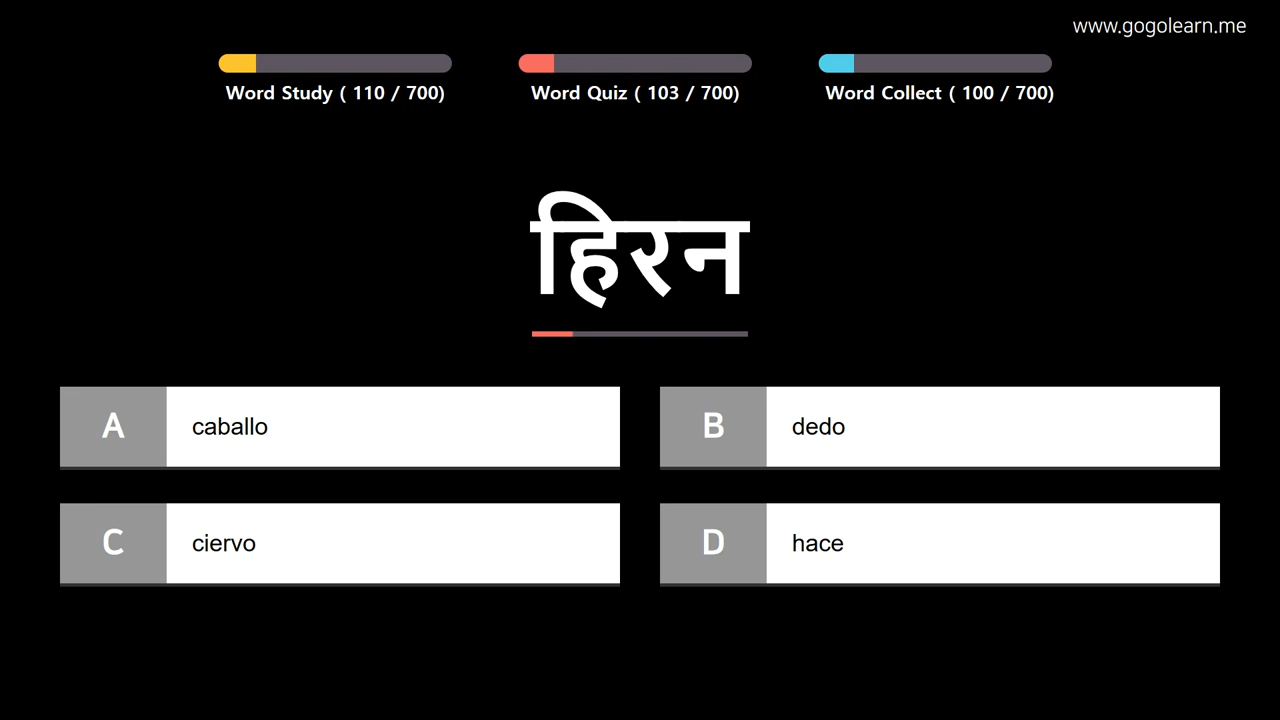 www.gogolearn.me
Word Study ( 110 / 700)
Word Quiz ( 103 / 700)
Word Collect ( 100 / 700)
हिरन
A caballo
B dedo
C ciervo
D hace